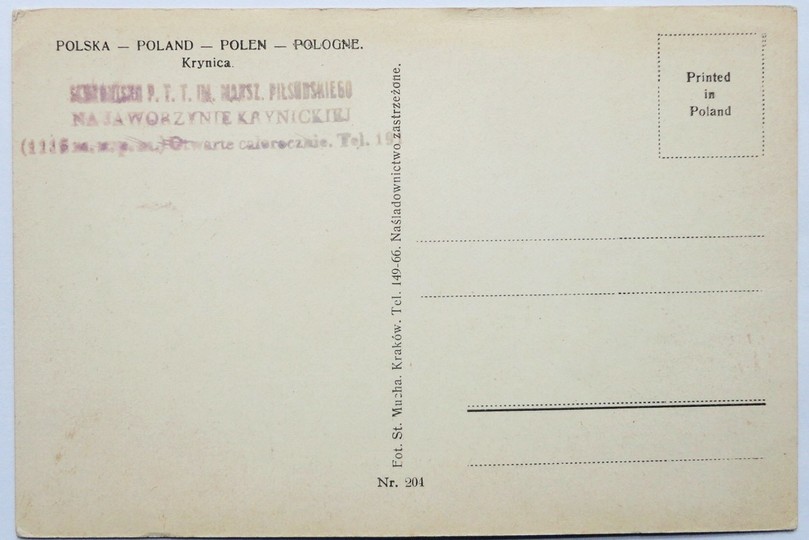 POLSKA — POLAND — POLEN — POLOGNE.
Krynica.
SCHRONISKO P. T. T. IM. MARSZ. PIŁSUDSKIEGO
NA JAWORZYNIE KRYNICKIEJ
m. n. p. m.) Otwarte całorocznie. Tel. 19
Fot. St. Mucha. Kraków. Tel. 149-66. Naśladownictwo zastrzeżone.
Nr. 204
Printed
in
Poland